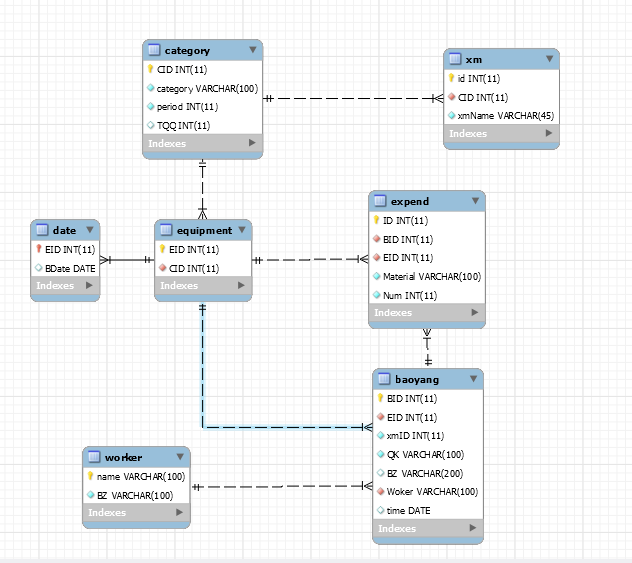 category
CID INT(11)
category VARCHAR(100)
period INT(11)
TQQ INT(11)
Indexes
xm
id INT(11)
CID INT(11)
xmName VARCHAR(45)
Indexes
date
EID INT(11)
BDate DATE
Indexes
equipment
EID INT(11)
CID INT(11)
Indexes
expend
ID INT(11)
BID INT(11)
EID INT(11)
Material VARCHAR(100)
Num INT(11)
Indexes
baoyang
BID INT(11)
EID INT(11)
xmID INT(11)
QK VARCHAR(100)
BZ VARCHAR(200)
Woker VARCHAR(100)
time DATE
Indexes
worker
name VARCHAR(100)
BZ VARCHAR(100)
Indexes